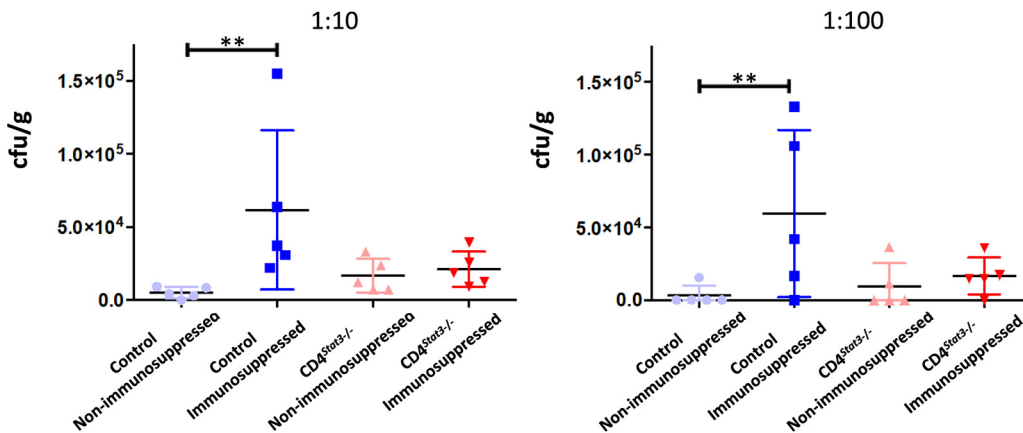 1:10
**
cfu/g
1.5×10⁵
1.0×10⁵
5.0×10⁴
0.0
Control
Non-immunosuppressed
Control
Immunosuppressed
CD4Stat3-/-
Non-immunosuppressed
CD4Stat3-/-
Immunosuppressed
1:100
**
cfu/g
1.5×10⁵
1.0×10⁵
5.0×10⁴
0.0
Control
Non-immunosuppressed
Control
Immunosuppressed
CD4Stat3-/-
Non-immunosuppressed
CD4Stat3-/-
Immunosuppressed